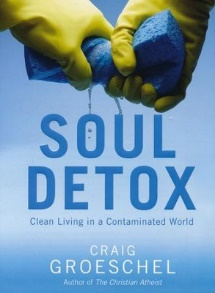 SOUL
DETOX
Clean Living in a Contaminated World
CRAIG
GROESCHEL
Author of The Christian Atheist